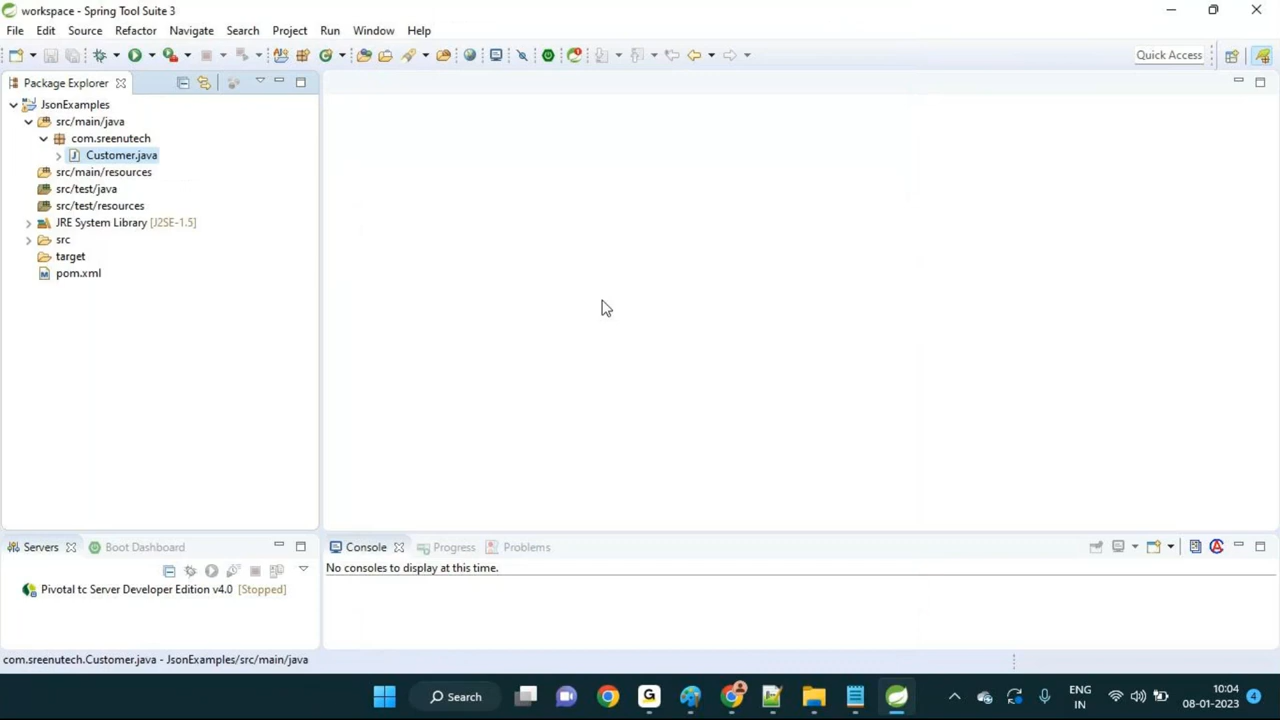 workspace - Spring Tool Suite 3
File Edit Source Refactor Navigate Search Project Run Window Help
Quick Access
Package Explorer
JsonExamples
src/main/java
com.sreenutech
Customer.java
src/main/resources
src/test/java
src/test/resources
JRE System Library [J2SE-1.5]
src
target
pom.xml
Servers Boot Dashboard
Pivotal tc Server Developer Edition v4.0 [Stopped]
Console Progress Problems
No consoles to display at this time.
com.sreenutech.Customer.java - JsonExamples/src/main/java
Search
ENG
IN
10:04
08-01-2023
4